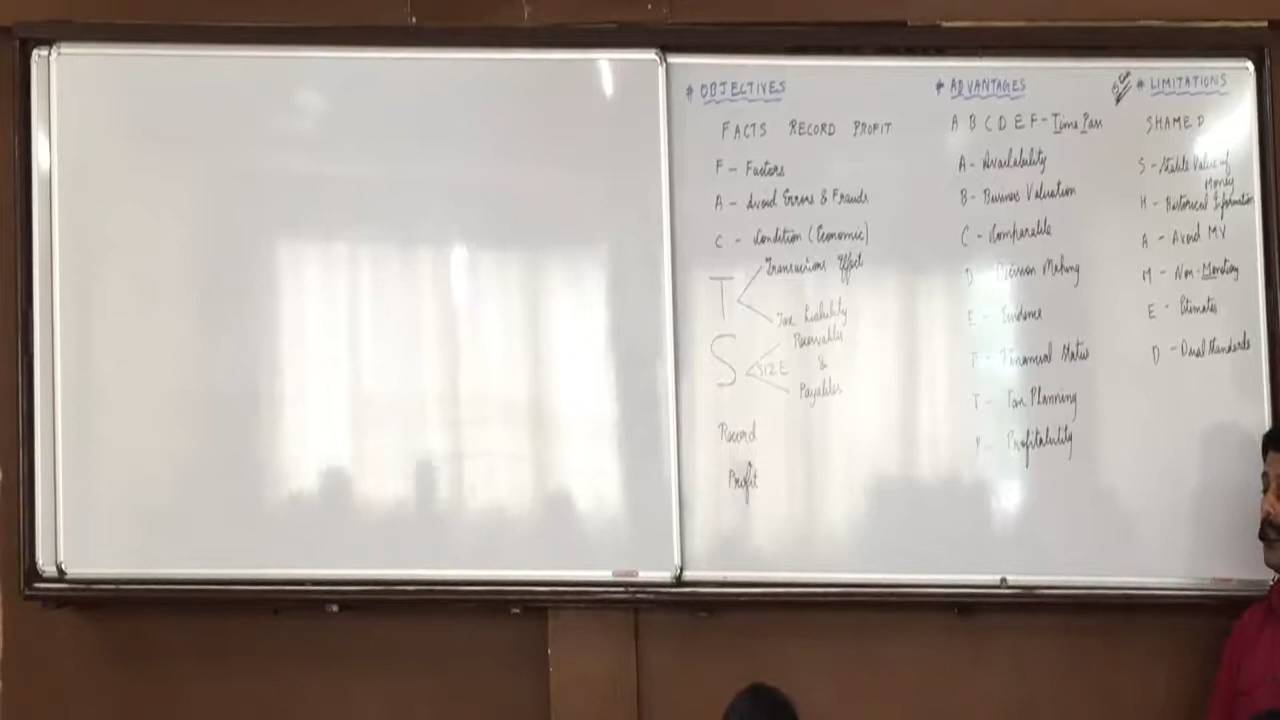 # OBJECTIVES
FACTS RECORD PROFIT
F - Factors
A - Avoid Errors & Frauds
C - Condition (Economic)
T
Transactions Effect
Tax Liability
S
SIZE
Receivables
&
Payables
Record
Profit
# ADVANTAGES
A B C D E F - Time Pass
A - Availability
B - Business Valuation
C - Comparable
D Decision Making
E - Evidence
F - Financial Status
T - Tax Planning
P - Profitability
# LIMITATIONS
SHAMED
S - Stable Value of
Money
H - Historical Information
A - Avoid MV
M - Non-Monetary
E - Estimates
D - Dual Standards